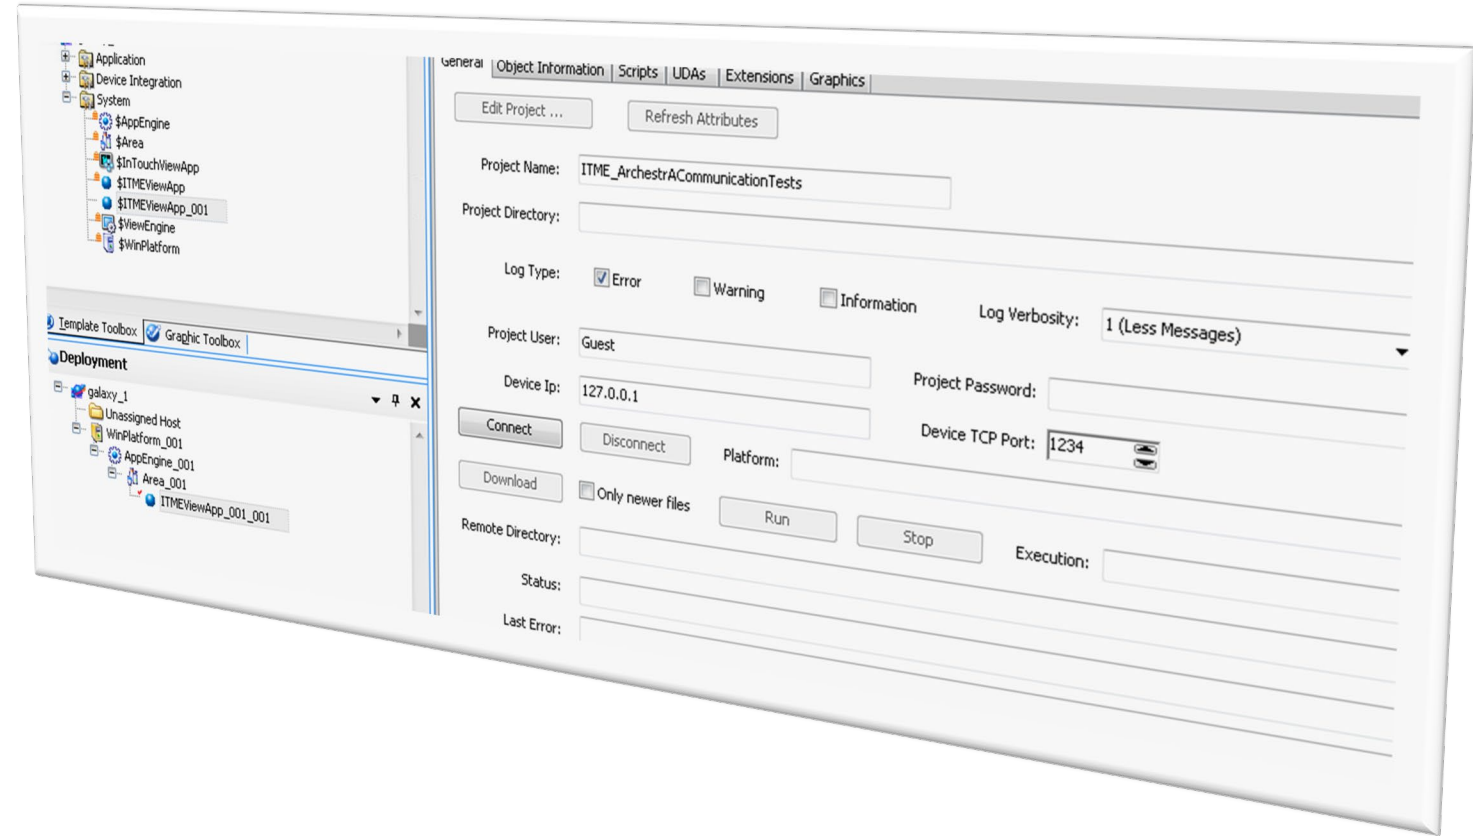 Application
Device Integration
System
$AppEngine
$Area
$InTouchViewApp
$ITMEViewApp
$ITMEViewApp_001
$ViewEngine
$WinPlatform
Template Toolbox Graphic Toolbox
Deployment
galaxy_1
Unassigned Host
WinPlatform_001
AppEngine_001
Area_001
ITMEViewApp_001_001
General Object Information Scripts UDAs Extensions Graphics
Edit Project ... Refresh Attributes
Project Name: ITME_ArchestrACommunicationTests
Project Directory:
Log Type: Error Warning Information Log Verbosity: 1 (Less Messages)
Project User: Guest Project Password:
Device Ip: 127.0.0.1 Device TCP Port: 1234
Connect Disconnect Platform:
Download Only newer files Run Stop Execution:
Remote Directory:
Status:
Last Error: